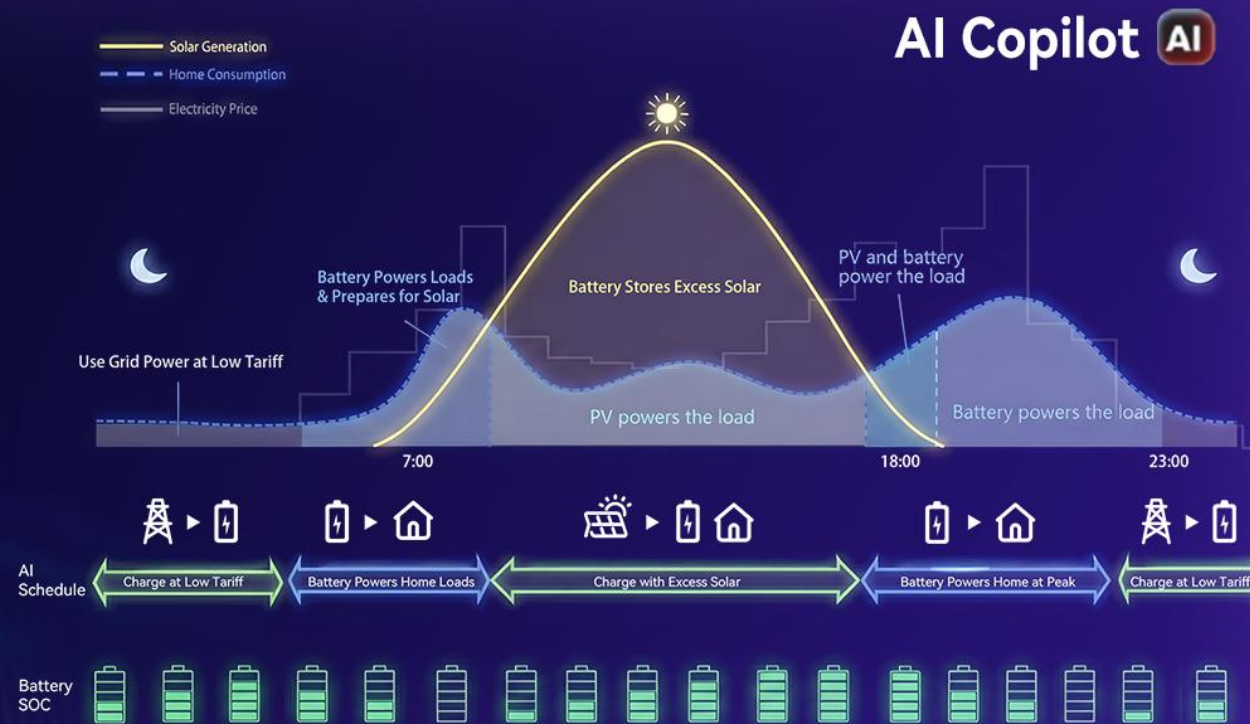 AI Copilot AI
Solar Generation
Home Consumption
Electricity Price
Battery Powers Loads
& Prepares for Solar
Battery Stores Excess Solar
PV and battery
power the load
Use Grid Power at Low Tariff
PV powers the load
Battery powers the load
7:00
18:00
23:00
AI
Schedule
Charge at Low Tariff
Battery Powers Home Loads
Charge with Excess Solar
Battery Powers Home at Peak
Charge at Low Tariff
Battery
SOC